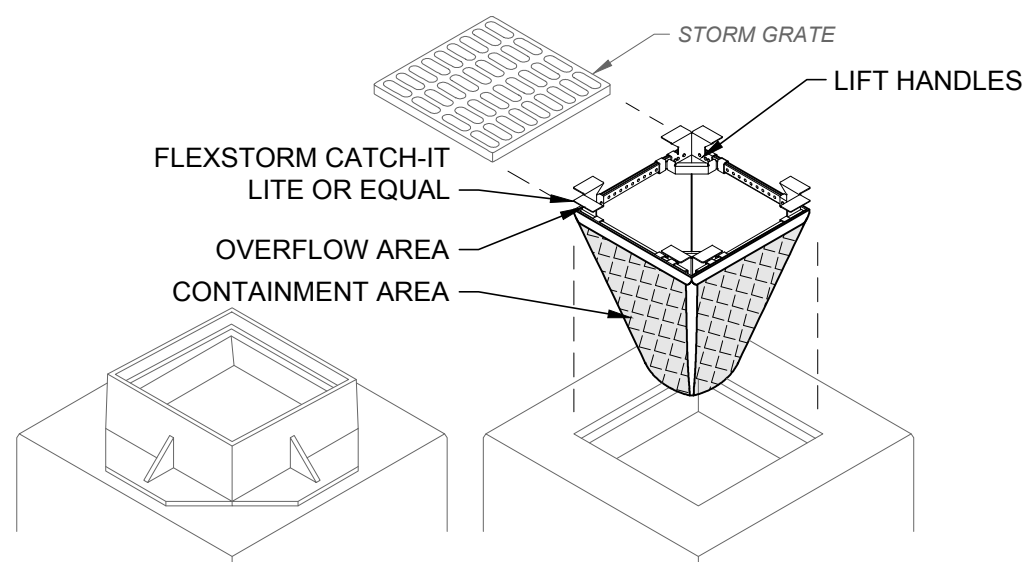 STORM GRATE
LIFT HANDLES
FLEXSTORM CATCH-IT
LITE OR EQUAL
OVERFLOW AREA
CONTAINMENT AREA